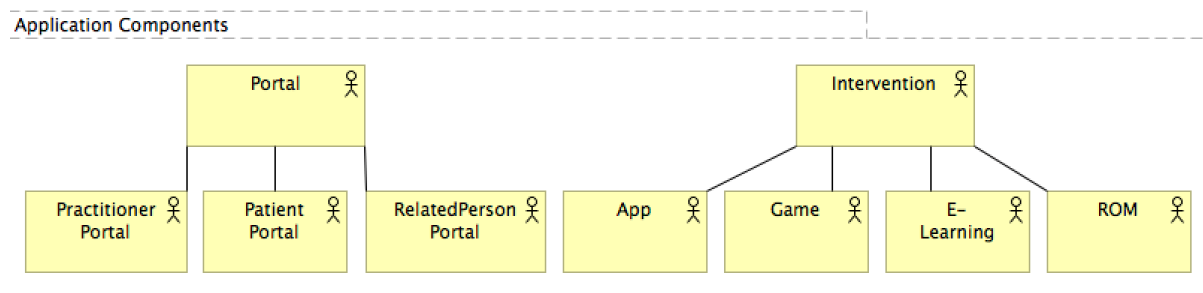 Application Components
Portal
Intervention
Practitioner
Portal
Patient
Portal
RelatedPerson
Portal
App
Game
E-
Learning
ROM